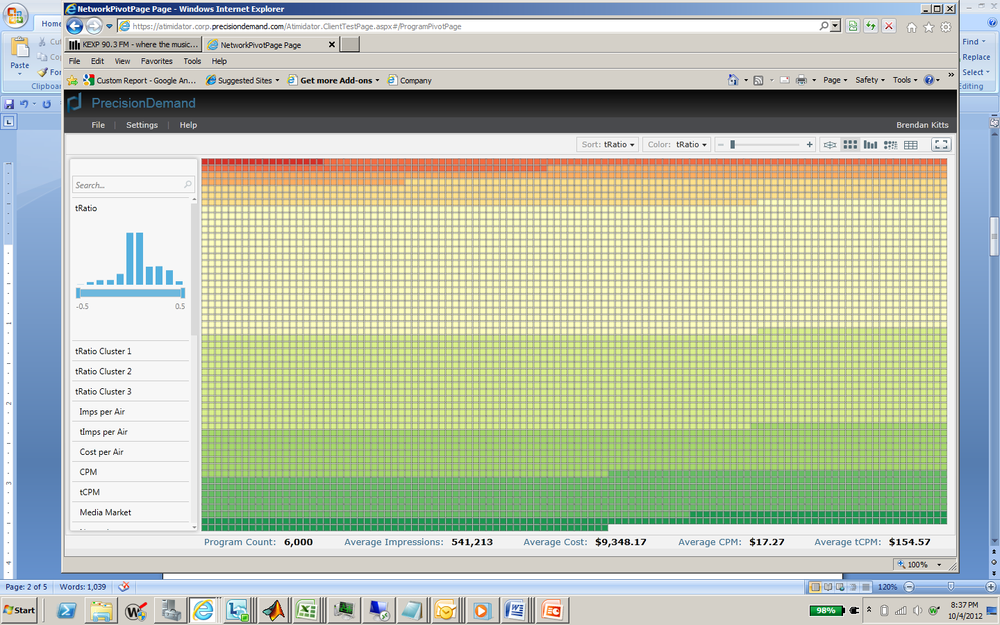 NetworkPivotPage Page - Windows Internet Explorer
Home
https://atimidator.corp.precisiondemand.com/Atimidator.ClientTestPage.aspx#/ProgramPivotPage
KEXP 90.3 FM - where the music...
NetworkPivotPage Page
File Edit View Favorites Tools Help
Custom Report - Google An...
Suggested Sites
Get more Add-ons
Company
Page
Safety
Tools
Paste
Clipboar
Find
Replace
Select
Editing
PrecisionDemand
File | Settings | Help
Brendan Kitts
Sort: tRatio
Color: tRatio
Search...
tRatio
-0.5
0.5
tRatio Cluster 1
tRatio Cluster 2
tRatio Cluster 3
Imps per Air
tImps per Air
Cost per Air
CPM
tCPM
Media Market
Program Count: 6,000 Average Impressions: 541,213 Average Cost: $9,348.17 Average CPM: $17.27 Average tCPM: $154.57
100%
Page: 2 of 5
Words: 1,039
120%
Start
98%
8:37 PM
10/4/2012